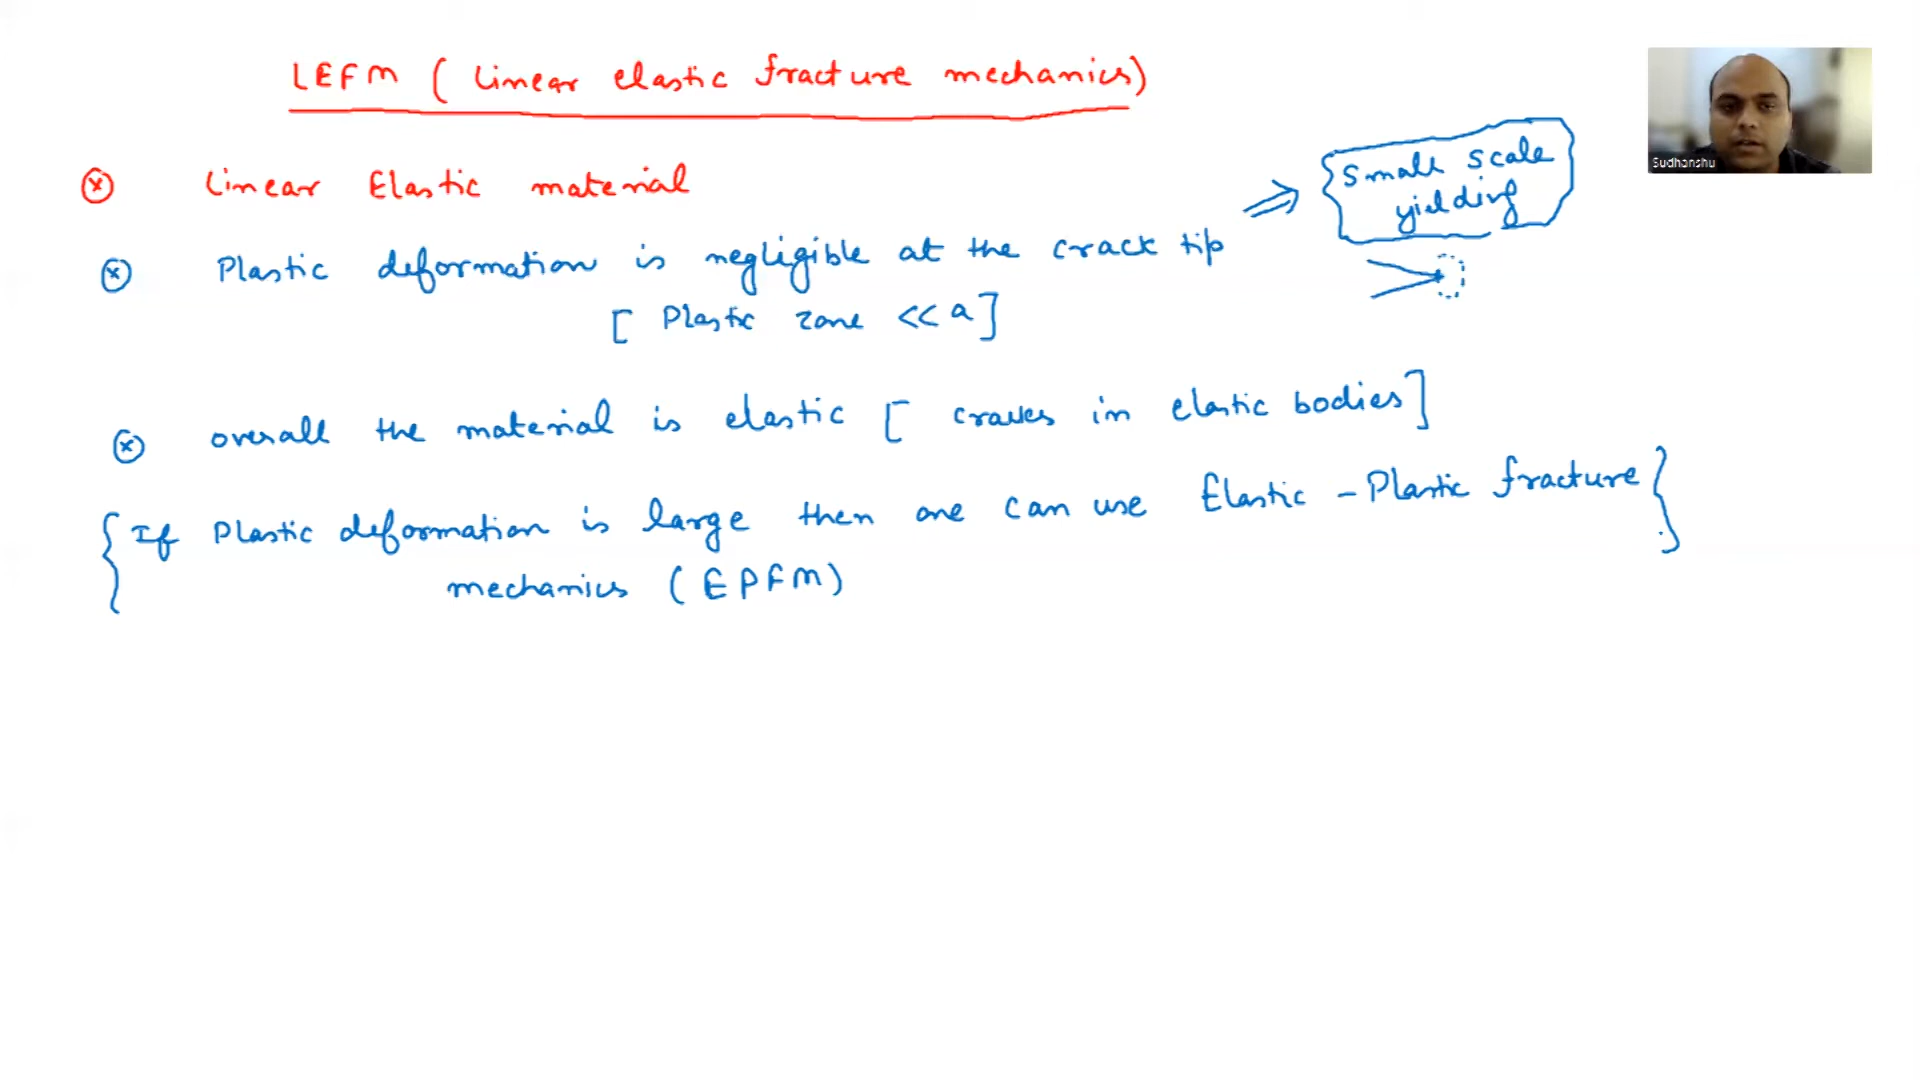 LEFM ( Linear elastic fracture mechanics)
Sudhanshu
Linear Elastic material
small scale
yielding
Plastic deformation is negligible at the crack tip
[ Plastic zone << a ]
overall the material is elastic [ cracks in elastic bodies ]
{ If Plastic deformation is large then one can use Elastic - Plastic fracture }
mechanics ( EPFM )